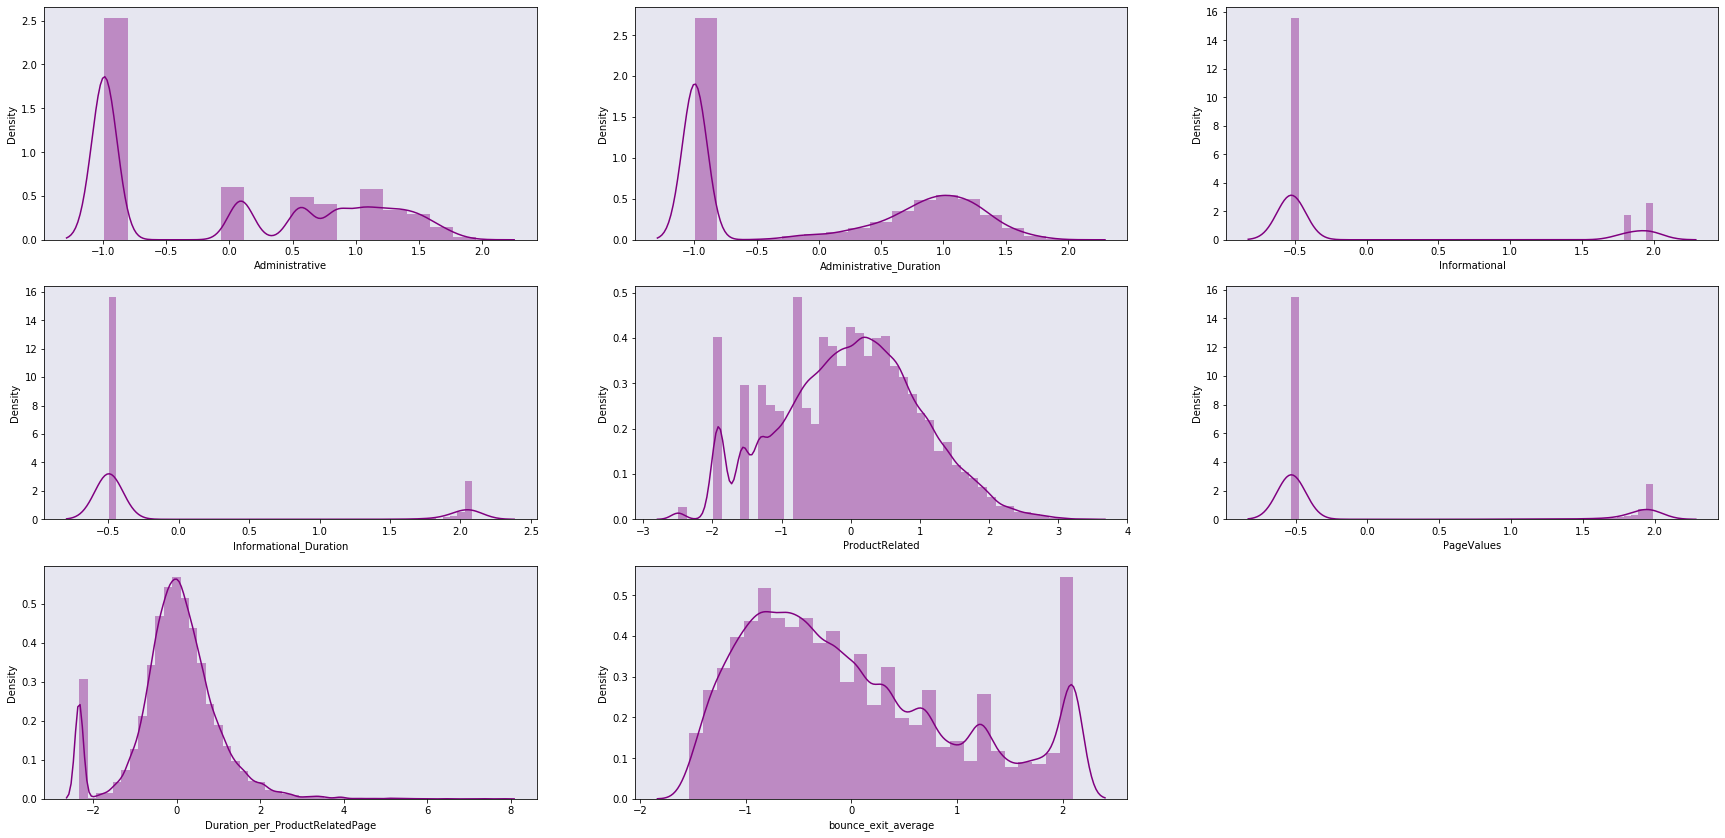 2.5
2.0
1.5
1.0
0.5
0.0
Density
−1.0 −0.5 0.0 0.5 1.0 1.5 2.0
Administrative
2.5
2.0
1.5
1.0
0.5
0.0
Density
−1.0 −0.5 0.0 0.5 1.0 1.5 2.0
Administrative_Duration
16
14
12
10
8
6
4
2
0
Density
−0.5 0.0 0.5 1.0 1.5 2.0
Informational
16
14
12
10
8
6
4
2
0
Density
−0.5 0.0 0.5 1.0 1.5 2.0 2.5
Informational_Duration
0.5
0.4
0.3
0.2
0.1
0.0
Density
−3 −2 −1 0 1 2 3 4
ProductRelated
16
14
12
10
8
6
4
2
0
Density
−0.5 0.0 0.5 1.0 1.5 2.0
PageValues
0.5
0.4
0.3
0.2
0.1
0.0
Density
−2 0 2 4 6 8
Duration_per_ProductRelatedPage
0.5
0.4
0.3
0.2
0.1
0.0
Density
−2 −1 0 1 2
bounce_exit_average